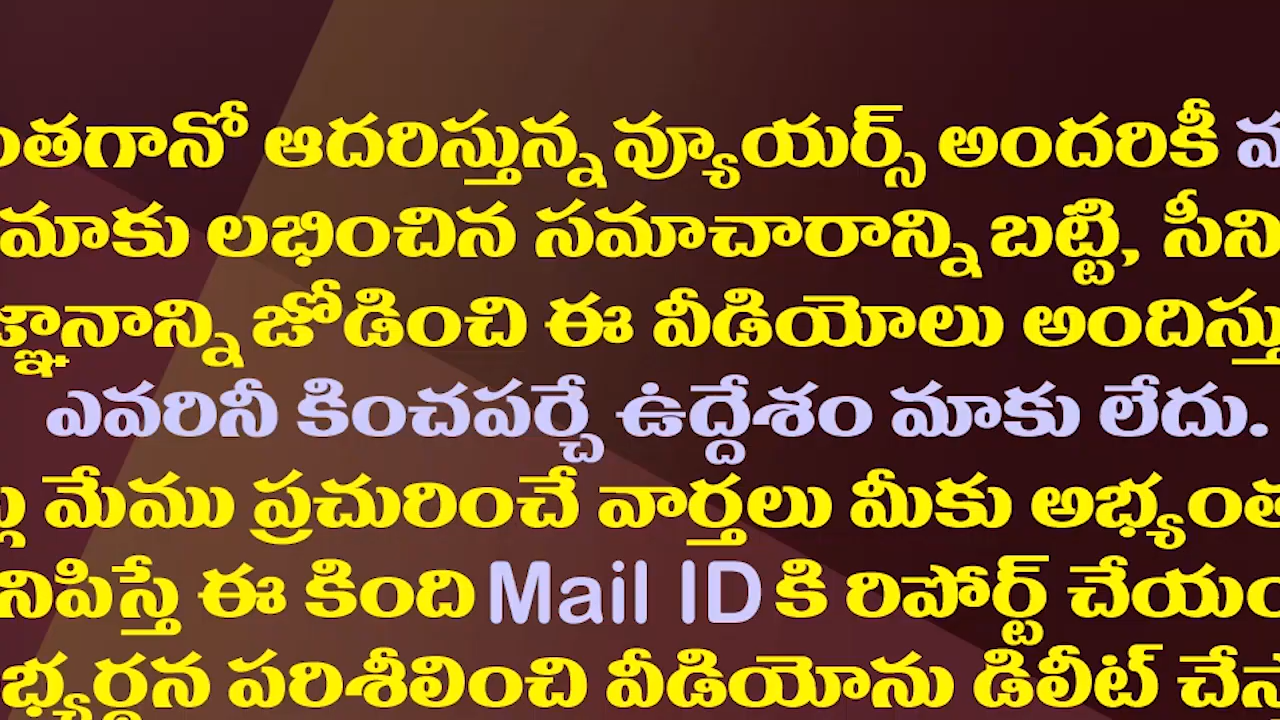 ంతగానో ఆదరిస్తున్న వ్యూయర్స్ అందరికీ
మాకు లభించిన సమాచారాన్ని బట్టి, సీని
జ్ఞానాన్ని జోడించి ఈ వీడియోలు అందిస్తు
ఎవరినీ కించపర్చే ఉద్దేశం మాకు లేదు.
మేము ప్రచురించే వార్తలు మీకు అభ్యంత
నిపిస్తే ఈ కింది Mail ID కి రిపోర్ట్ చేయం
భ్యర్థన పరిశీలించి వీడియోను డిలీట్ చేస